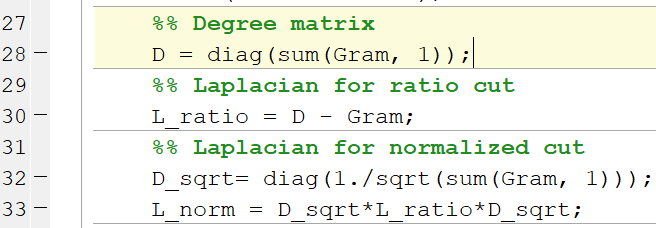 27 %% Degree matrix
28 D = diag(sum(Gram, 1));
29 %% Laplacian for ratio cut
30 L_ratio = D - Gram;
31 %% Laplacian for normalized cut
32 D_sqrt= diag(1./sqrt(sum(Gram, 1)));
33 L_norm = D_sqrt*L_ratio*D_sqrt;